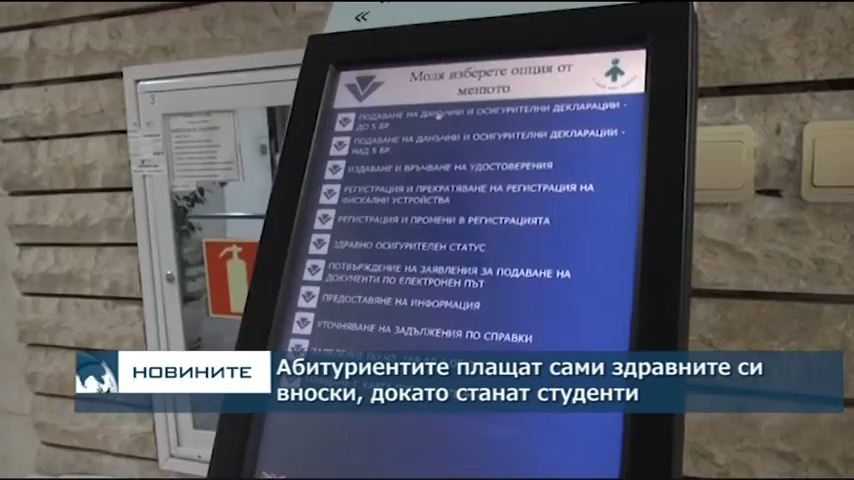 Моля изберете опция от
менюто
ПОДАВАНЕ НА ДАНЪЧНИ И ОСИГУРИТЕЛНИ ДЕКЛАРАЦИИ -
ДО 5 БР.
ПОДАВАНЕ НА ДАНЪЧНИ И ОСИГУРИТЕЛНИ ДЕКЛАРАЦИИ -
НАД 5 БР.
ИЗДАВАНЕ И ВРЪЧВАНЕ НА УДОСТОВЕРЕНИЯ
РЕГИСТРАЦИЯ И ПРЕКРАТЯВАНЕ НА РЕГИСТРАЦИЯ НА
ФИСКАЛНИ УСТРОЙСТВА
РЕГИСТРАЦИЯ И ПРОМЕНИ В РЕГИСТРАЦИЯТА
ЗДРАВНО ОСИГУРИТЕЛЕН СТАТУС
ПОТВЪРЖДЕНИЕ НА ЗАЯВЛЕНИЯ ЗА ПОДАВАНЕ НА
ДОКУМЕНТИ ПО ЕЛЕКТРОНЕН ПЪТ
ПРЕДОСТАВЯНЕ НА ИНФОРМАЦИЯ
УТОЧНЯВАНЕ НА ЗАДЪЛЖЕНИЯ ПО СПРАВКИ
НОВИНИТЕ
Абитуриентите плащат сами здравните си
вноски, докато станат студенти